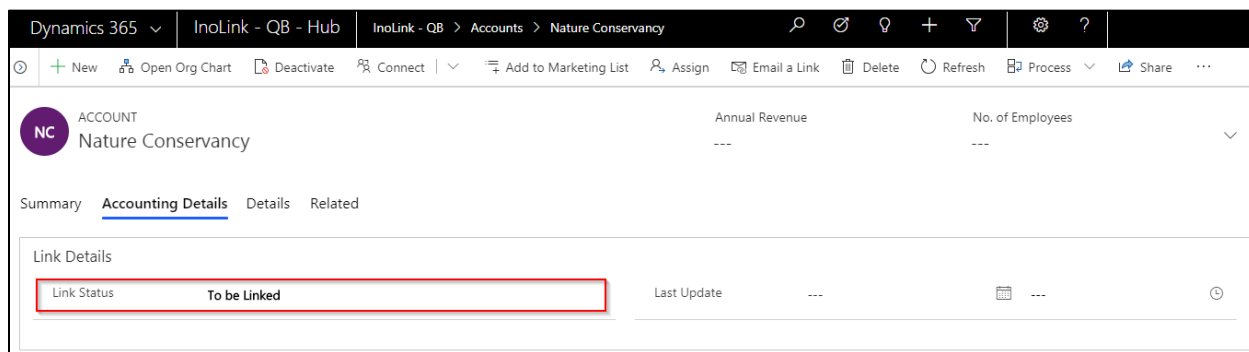 Dynamics 365 InoLink - QB - Hub InoLink - QB > Accounts > Nature Conservancy ?
New Open Org Chart Deactivate Connect Add to Marketing List Assign Email a Link Delete Refresh Process Share ...
NC
ACCOUNT
Nature Conservancy
Annual Revenue
---
No. of Employees
---
Summary Accounting Details Details Related
Link Details
Link Status To be Linked Last Update --- ---